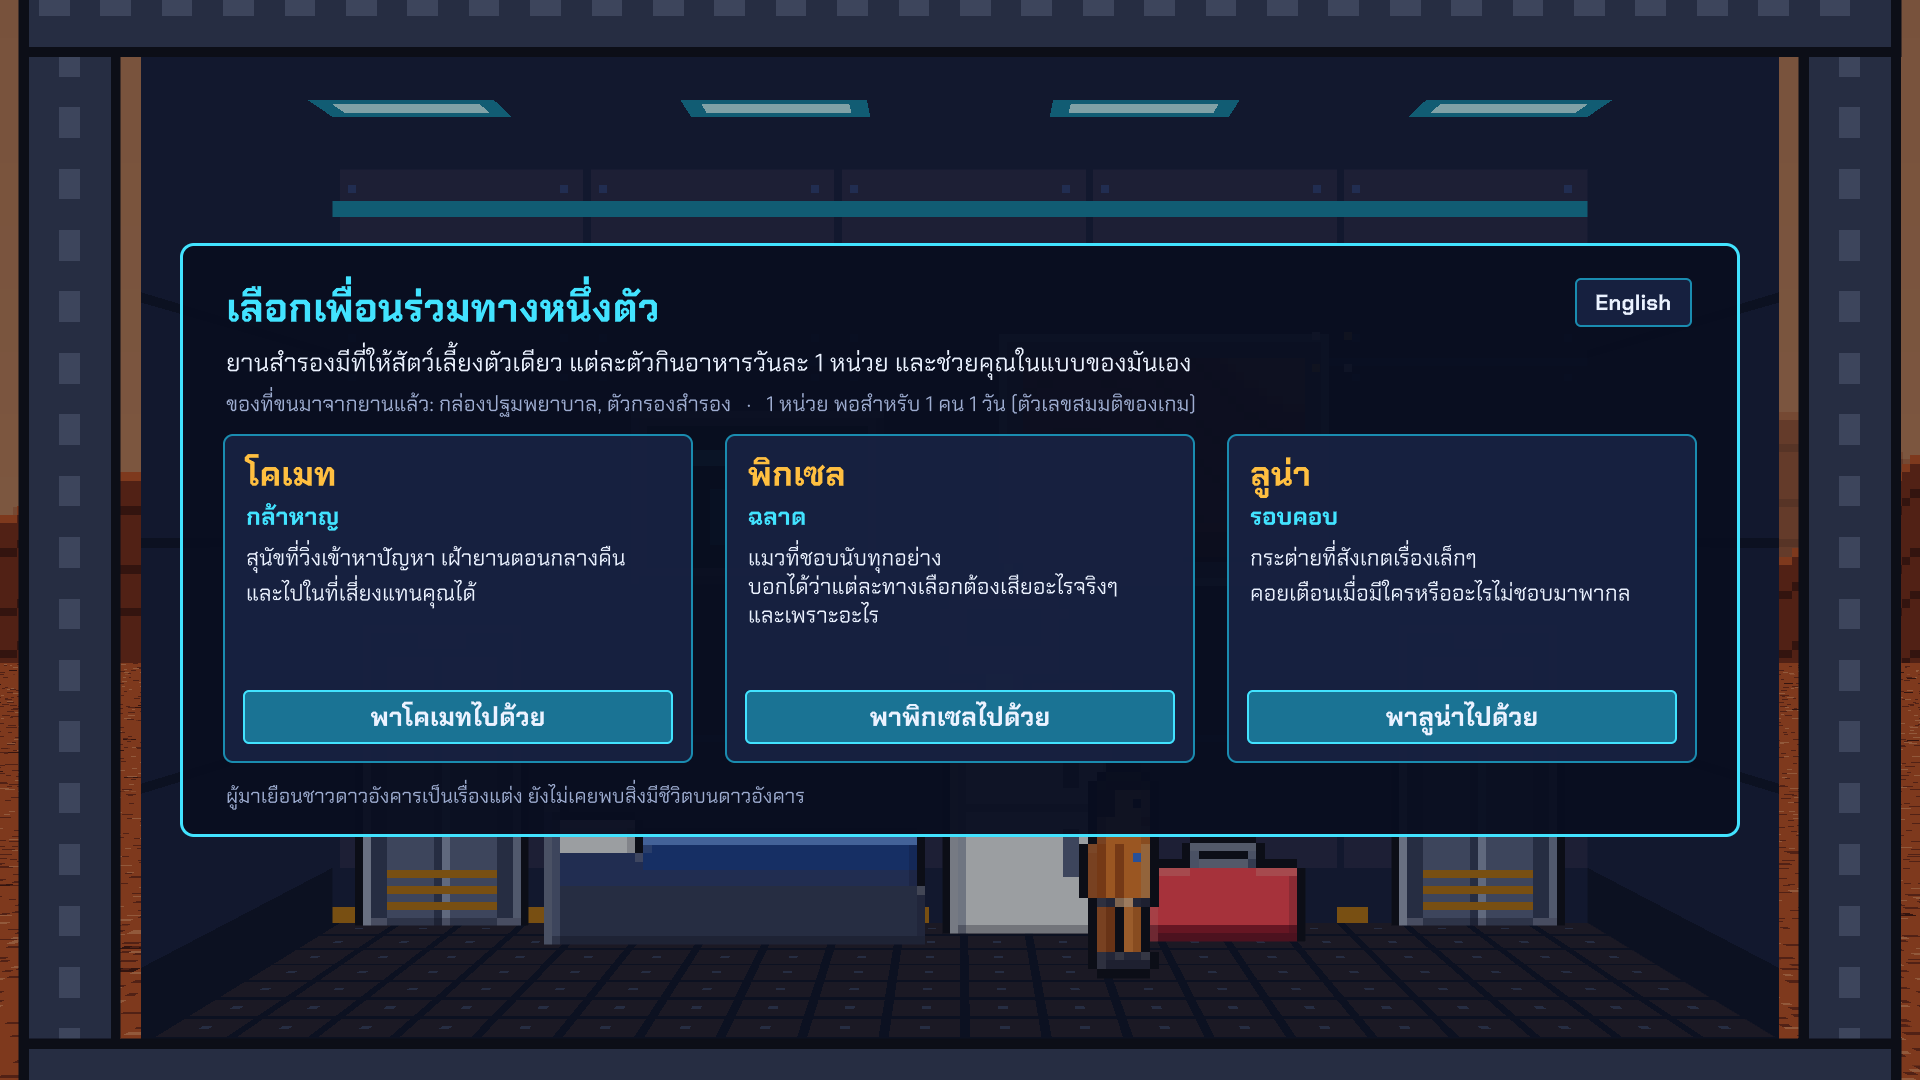 เลือกเพื่อนร่วมทางหนึ่งตัว
English
ยานสำรองมีที่ให้สัตว์เลี้ยงตัวเดียว แต่ละตัวกินอาหารวันละ 1 หน่วย และช่วยคุณในแบบของมันเอง
ของที่ขนมาจากยานแล้ว: กล่องปฐมพยาบาล, ตัวกรองสำรอง · 1 หน่วย พอสำหรับ 1 คน 1 วัน (ตัวเลขสมมติของเกม)
โคเมท
กล้าหาญ
สุนัขที่วิ่งเข้าหาปัญหา เฝ้ายานตอนกลางคืน
และไปในที่เสี่ยงแทนคุณได้
พาโคเมทไปด้วย
พิกเซล
ฉลาด
แมวที่ชอบนับทุกอย่าง
บอกได้ว่าแต่ละทางเลือกต้องเสียอะไรจริงๆ
และเพราะอะไร
พาพิกเซลไปด้วย
ลูน่า
รอบคอบ
กระต่ายที่สังเกตเรื่องเล็กๆ
คอยเตือนเมื่อมีใครหรืออะไรไม่ชอบมาพากล
พาลูน่าไปด้วย
ผู้มาเยือนชาวดาวอังคารเป็นเรื่องแต่ง ยังไม่เคยพบสิ่งมีชีวิตบนดาวอังคาร